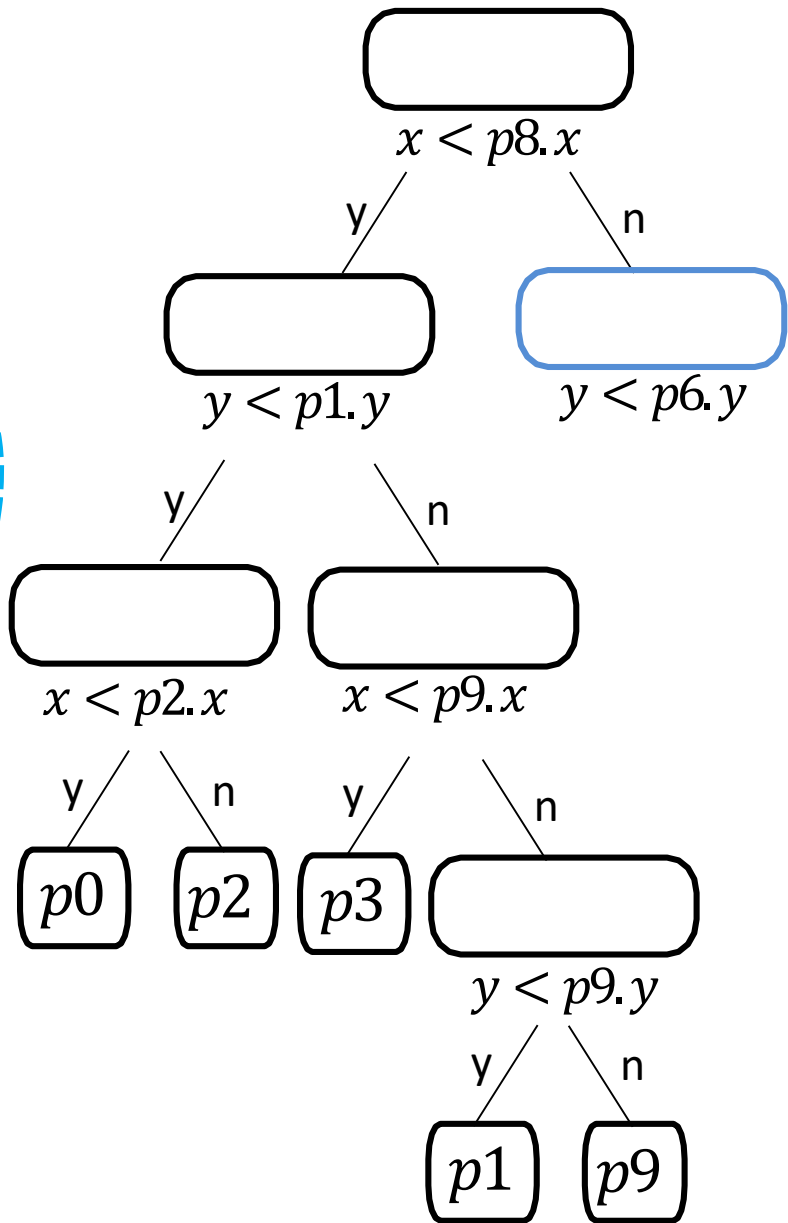 x < p8.x
y n
y < p1.y y < p6.y
y n
x < p2.x x < p9.x
y n y n
p0 p2 p3
y < p9.y
y n
p1 p9